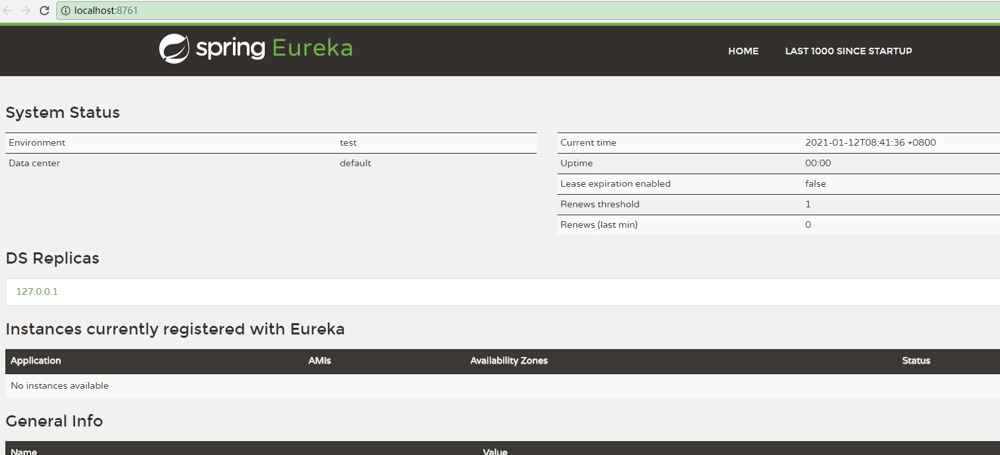 localhost:8761
spring Eureka
HOME LAST 1000 SINCE STARTUP
System Status
Environment test
Data center default
Current time 2021-01-12T08:41:36 +0800
Uptime 00:00
Lease expiration enabled false
Renews threshold 1
Renews (last min) 0
DS Replicas
127.0.0.1
Instances currently registered with Eureka
Application AMIs Availability Zones Status
No instances available
General Info
Name Value